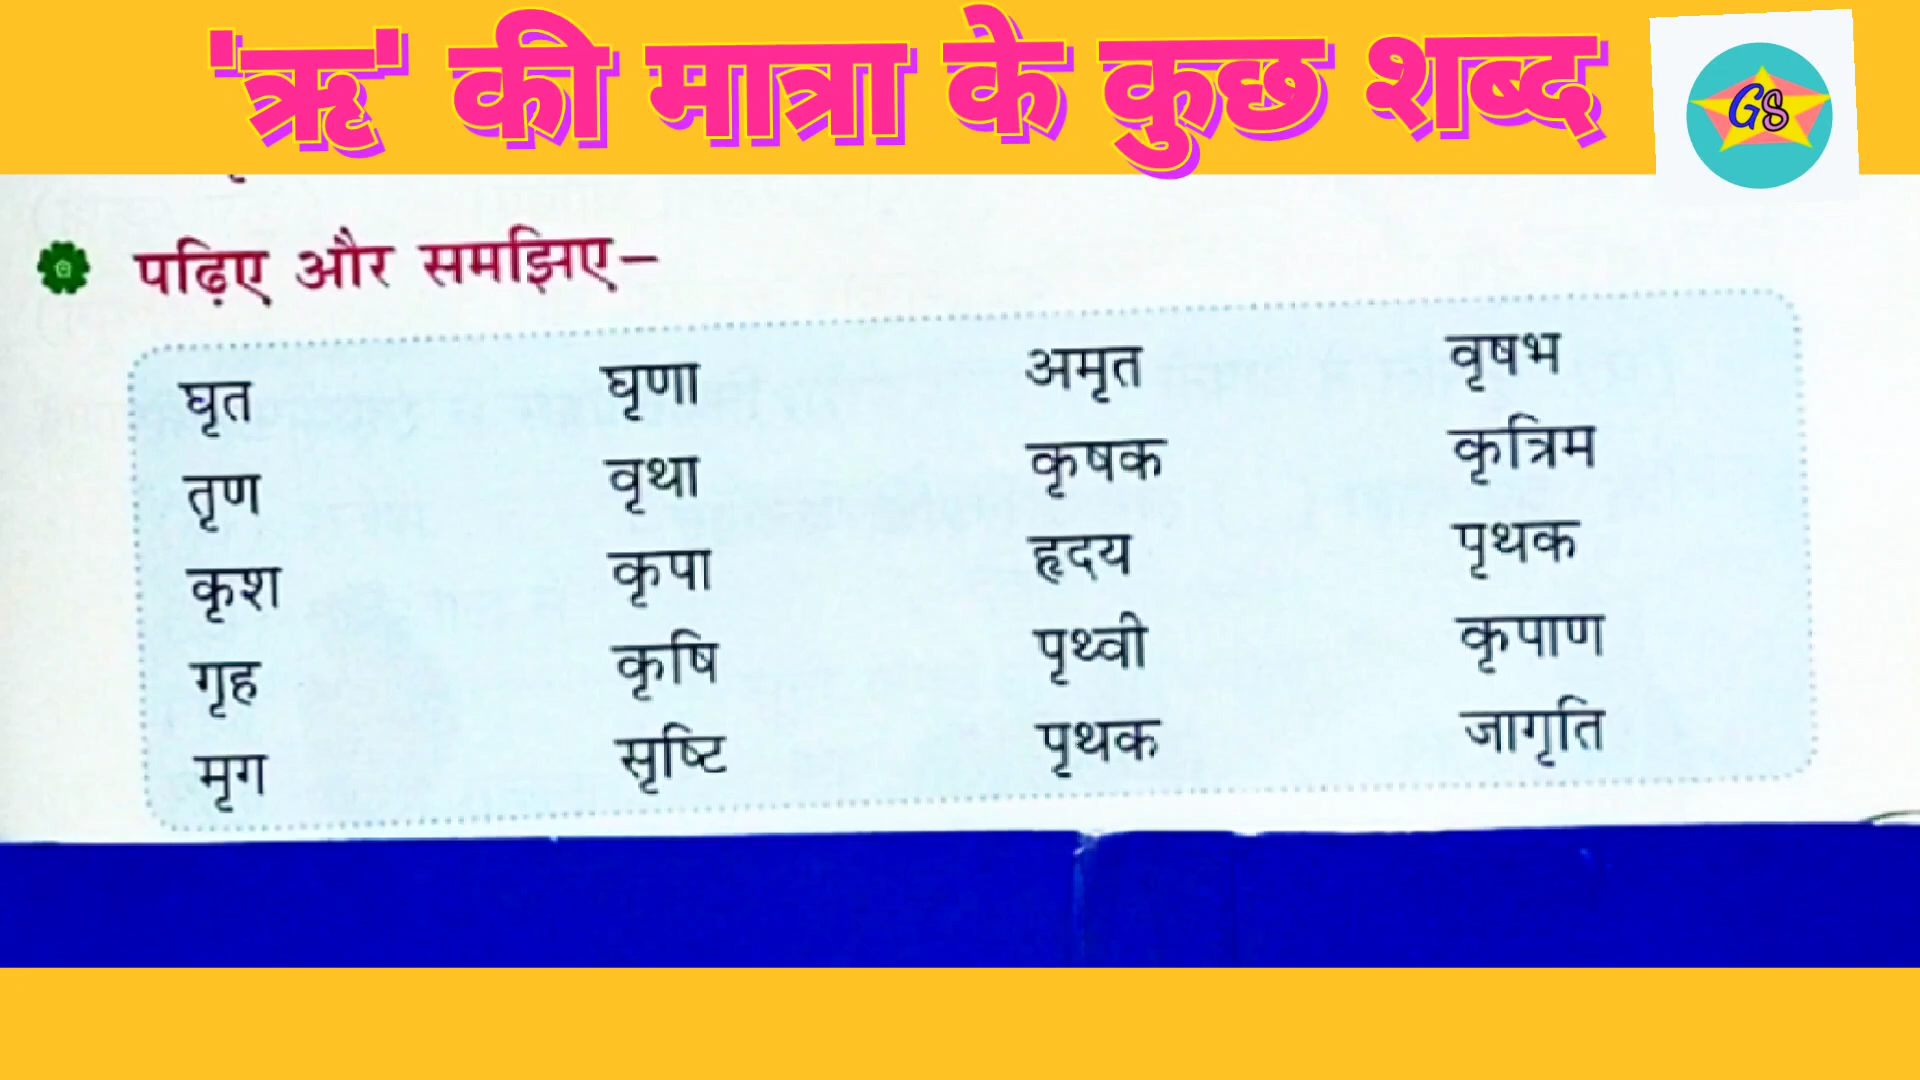 'ऋ' की मात्रा के कुछ शब्द
GS
पढ़िए और समझिए–
घृत घृणा अमृत वृषभ
तृण वृथा कृषक कृत्रिम
कृश कृपा हृदय पृथक
गृह कृषि पृथ्वी कृपाण
मृग सृष्टि पृथक जागृति